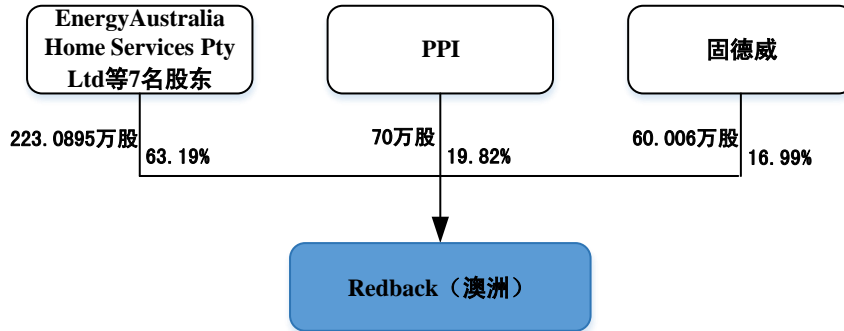 EnergyAustralia
Home Services Pty
Ltd等7名股东
PPI
固德威
223.0895万股
63.19%
70万股
19.82%
60.006万股
16.99%
Redback（澳洲）